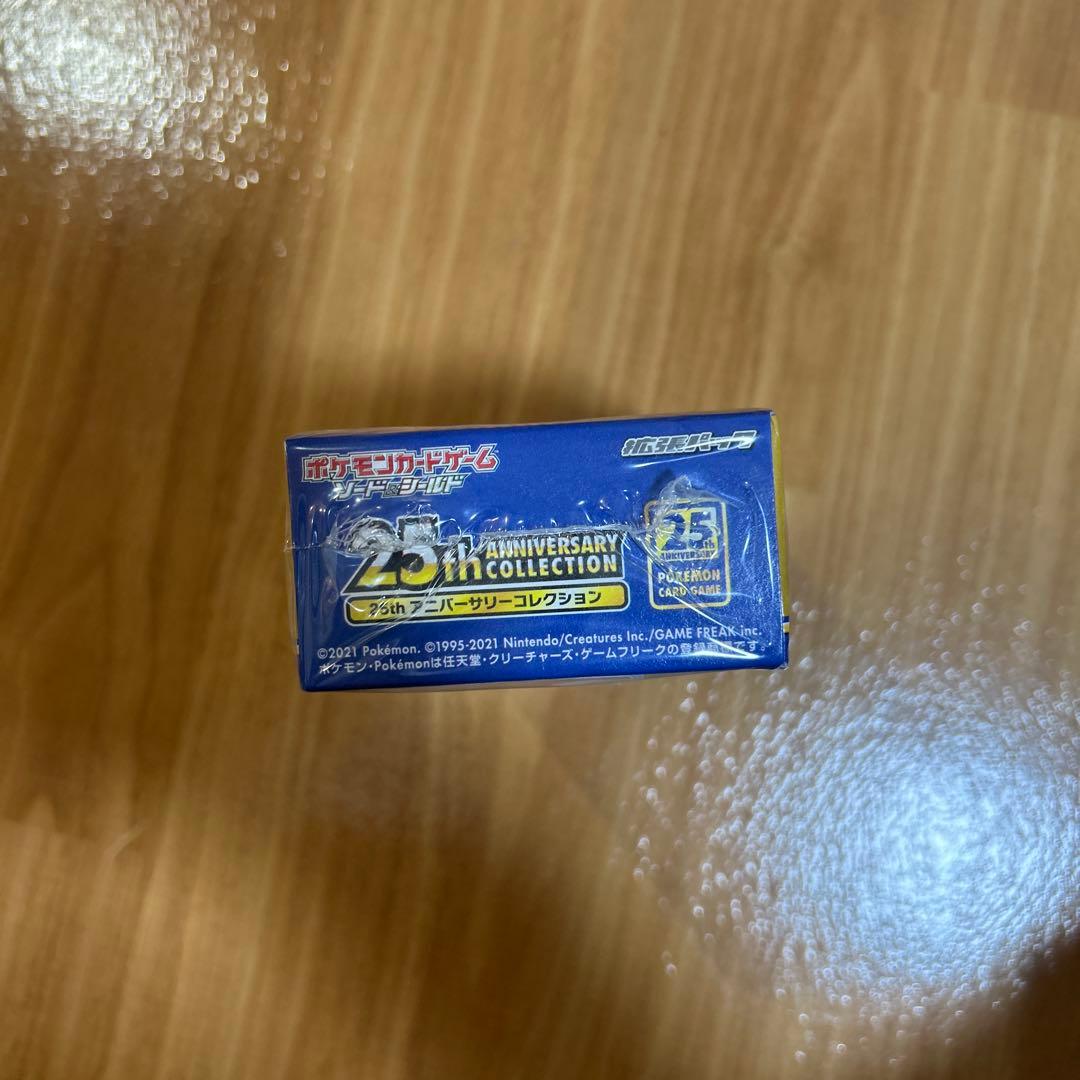 ポケモンカードゲーム
ソード&シールド
拡張パック
25th ANNIVERSARY COLLECTION
25th アニバーサリーコレクション
25th
ANNIVERSARY
POKÉMON
CARD GAME
©2021 Pokémon. ©1995-2021 Nintendo/Creatures Inc./GAME FREAK inc.
ポケモン・Pokémonは任天堂・クリーチャーズ・ゲームフリークの登録商標です。